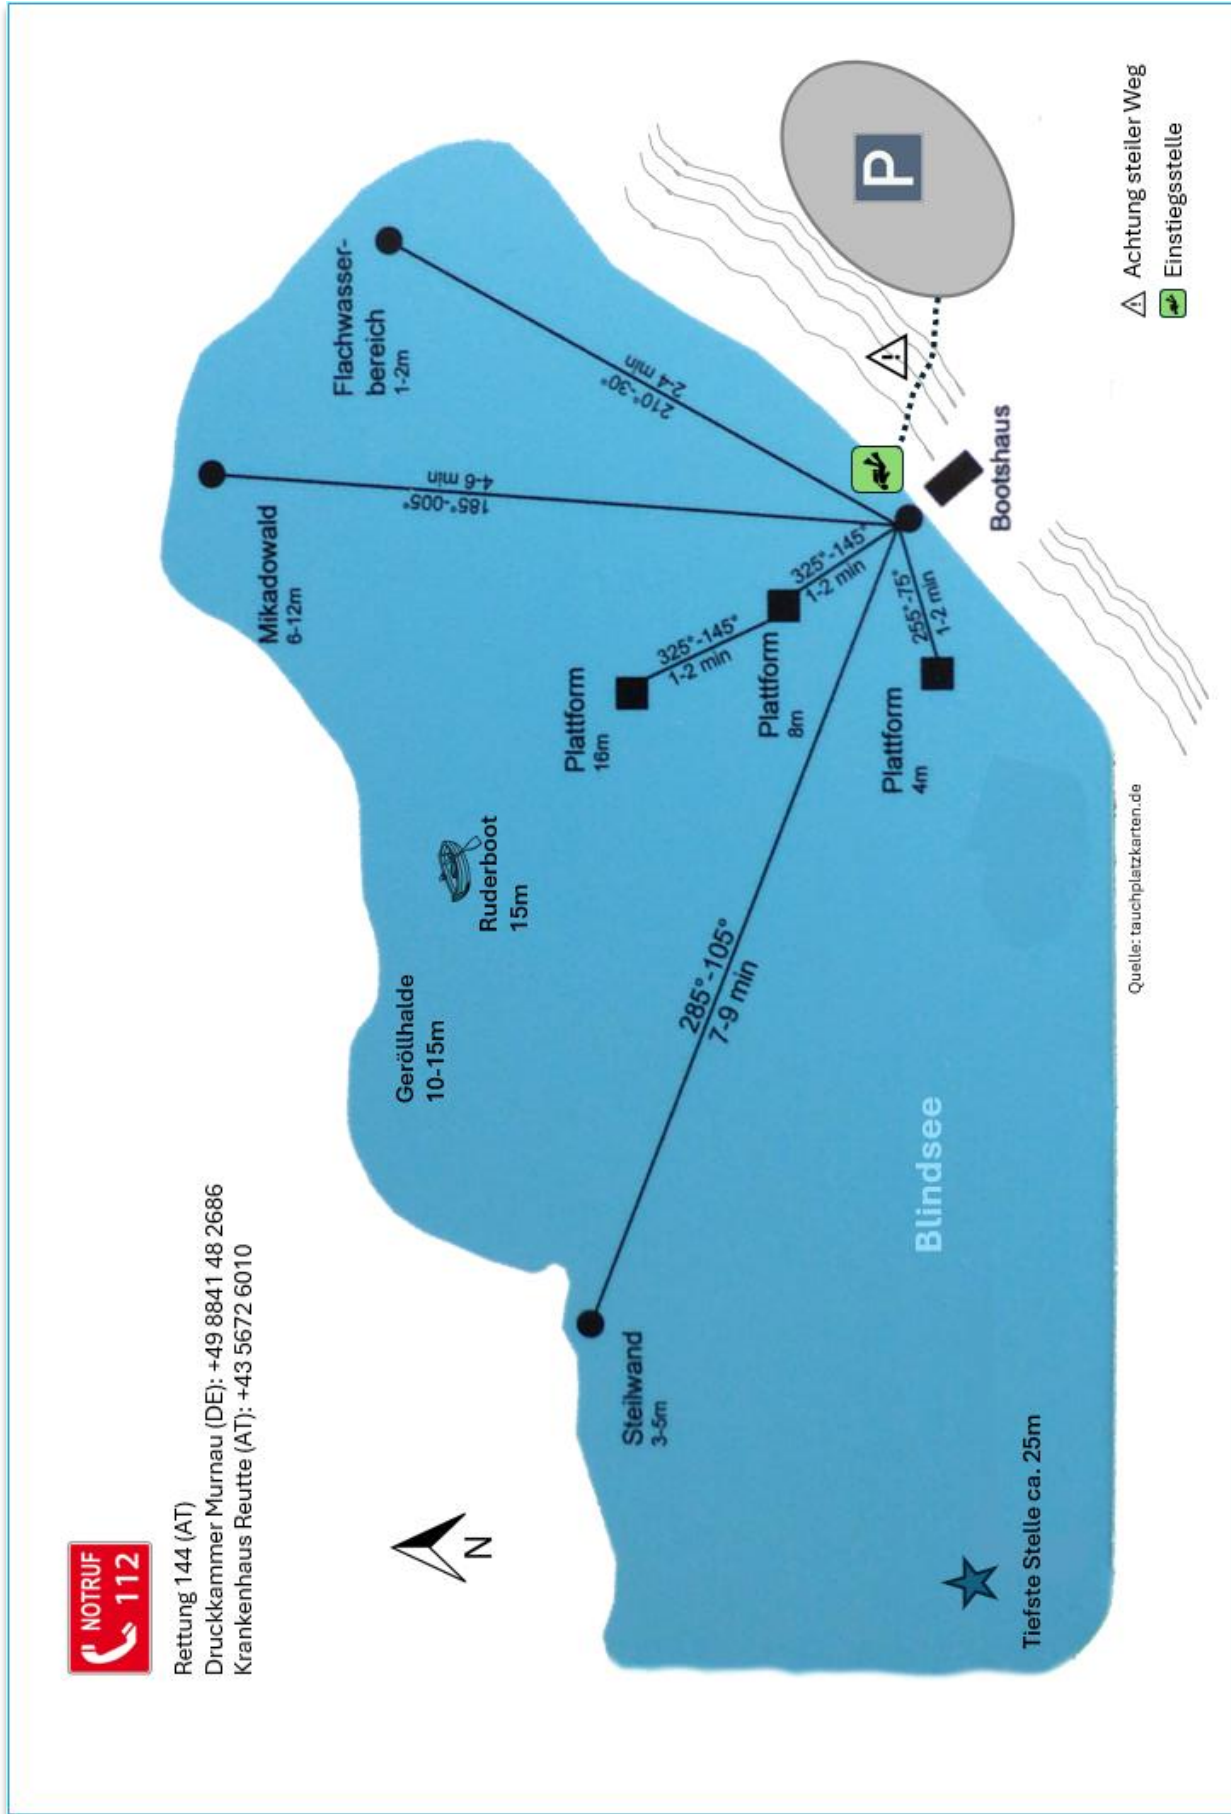 NOTRUF
112
Rettung 144 (AT)
Druckkammer Murnau (DE): +49 8841 48 2686
Krankenhaus Reutte (AT): +43 5672 6010
N
Mikadowald
6-12m
Flachwasser-
bereich
1-2m
185°-005°
4-6 min
210°-30°
2-4 min
Geröllhalde
10-15m
Ruderboot
15m
Plattform
16m
325°-145°
1-2 min
Plattform
8m
325°-145°
1-2 min
Steilwand
3-5m
285°-105°
7-9 min
Plattform
4m
255°-75°
1-2 min
P
Bootshaus
Blindsee
Tiefste Stelle ca. 25m
Achtung steiler Weg
Einstiegsstelle
Quelle: tauchplatzkarten.de